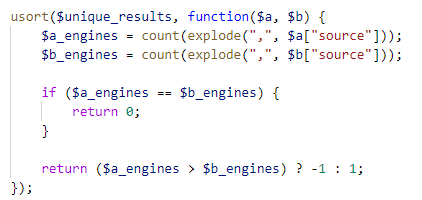 usort($unique_results, function($a, $b) {
    $a_engines = count(explode(",", $a["source"]));
    $b_engines = count(explode(",", $b["source"]));

    if ($a_engines == $b_engines) {
        return 0;
    }

    return ($a_engines > $b_engines) ? -1 : 1;
});